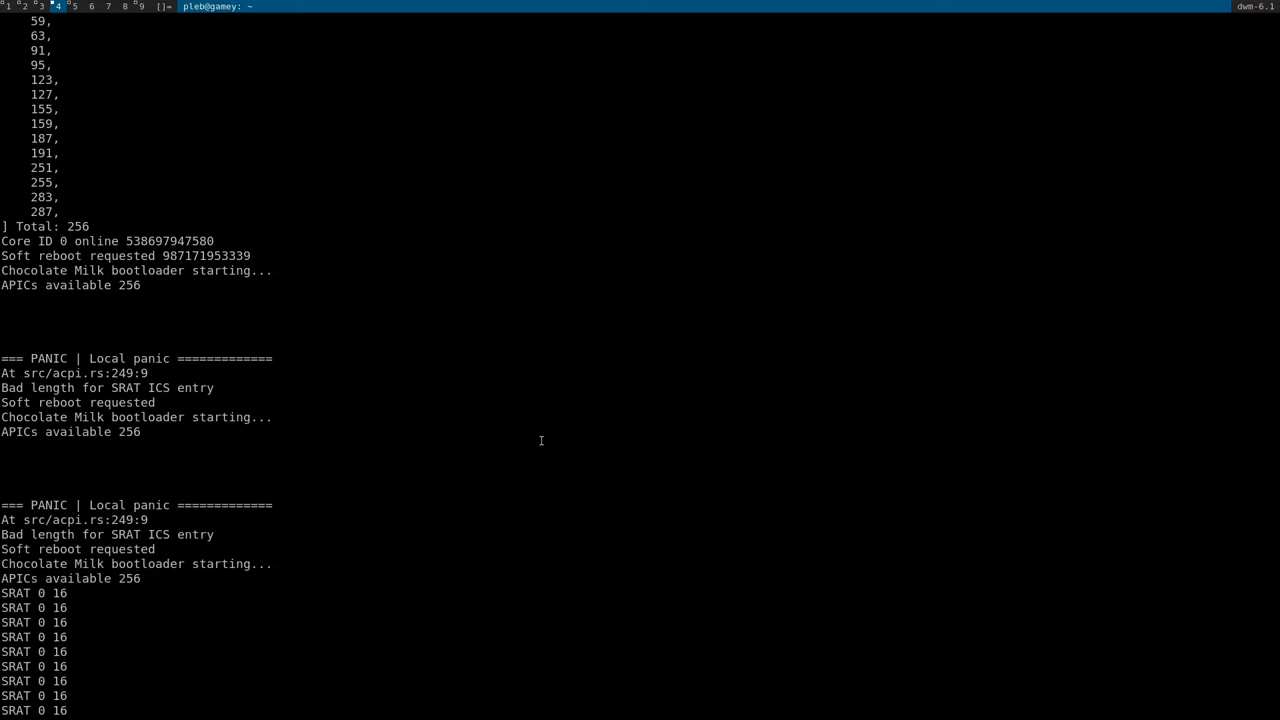 1 2 3 4 5 6 7 8 9 []= pleb@gamey: ~ dwm-6.1
59,
63,
91,
95,
123,
127,
155,
159,
187,
191,
251,
255,
283,
287,
] Total: 256
Core ID 0 online 538697947580
Soft reboot requested 987171953339
Chocolate Milk bootloader starting...
APICs available 256
=== PANIC | Local panic =============
At src/acpi.rs:249:9
Bad length for SRAT ICS entry
Soft reboot requested
Chocolate Milk bootloader starting...
APICs available 256
=== PANIC | Local panic =============
At src/acpi.rs:249:9
Bad length for SRAT ICS entry
Soft reboot requested
Chocolate Milk bootloader starting...
APICs available 256
SRAT 0 16
SRAT 0 16
SRAT 0 16
SRAT 0 16
SRAT 0 16
SRAT 0 16
SRAT 0 16
SRAT 0 16
SRAT 0 16